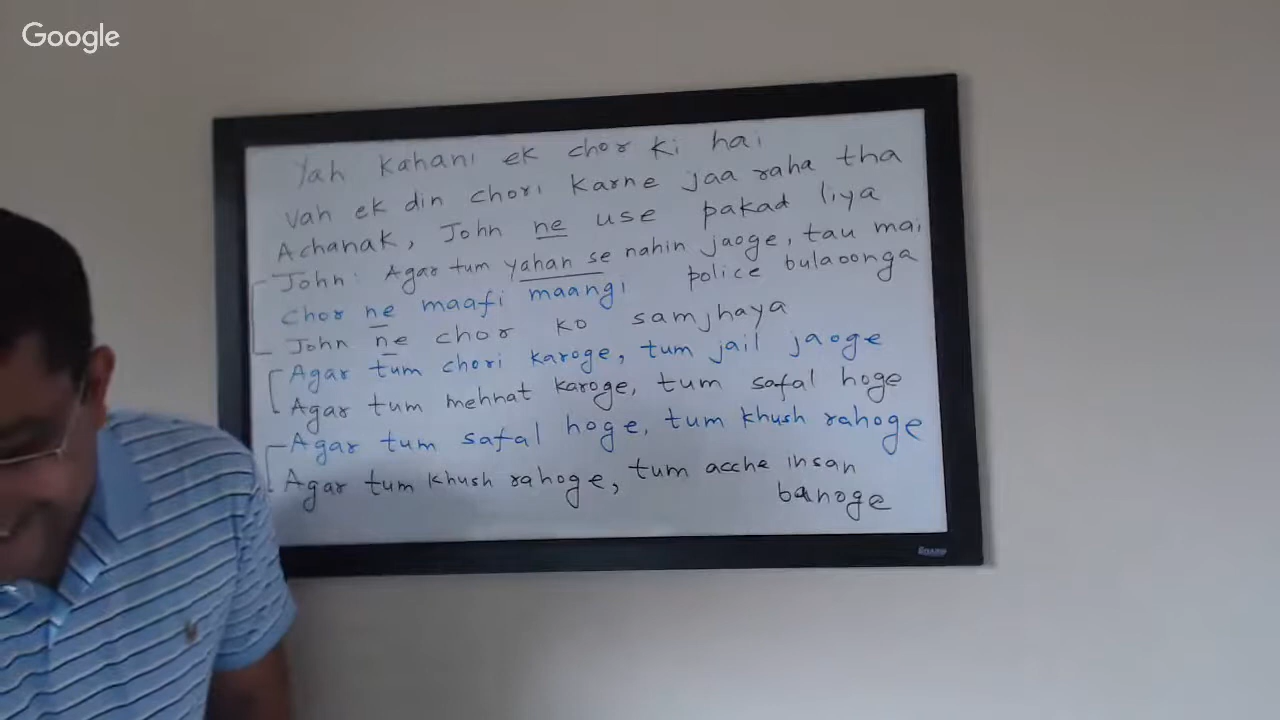 Google
Yah kahani ek chor ki hai
vah ek din chori karne jaa raha tha
Achanak, John ne use pakad liya
John: Agar tum yahan se nahin jaoge, tau mai
police bulaoonga
chor ne maafi maangi
John ne chor ko samjhaya
Agar tum chori karoge, tum jail jaoge
Agar tum mehnat karoge, tum safal hoge
Agar tum safal hoge, tum khush rahoge
Agar tum khush rahoge, tum acche insan
banoge